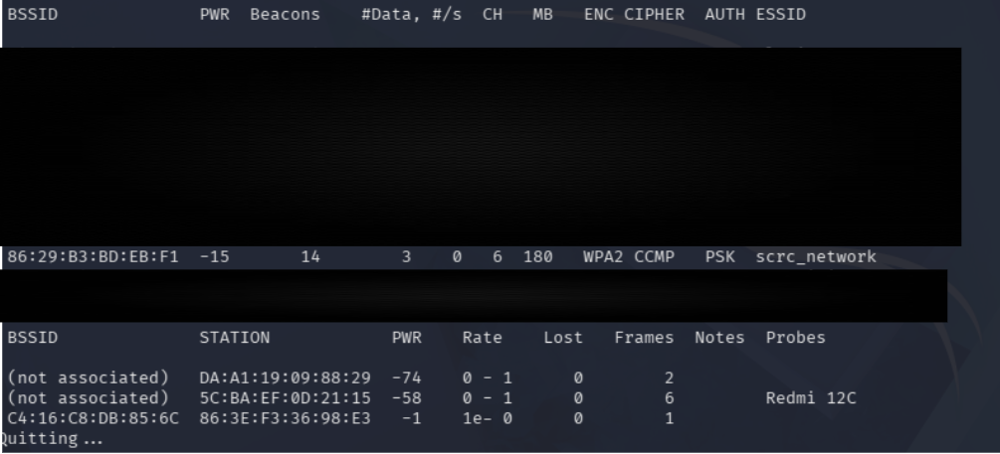 BSSID PWR Beacons #Data, #/s CH MB ENC CIPHER AUTH ESSID
86:29:B3:BD:EB:F1 -15 14 3 0 6 180 WPA2 CCMP PSK scrc_network
BSSID STATION PWR Rate Lost Frames Notes Probes
(not associated) DA:A1:19:09:88:29 -74 0 - 1 0 2
(not associated) 5C:BA:EF:0D:21:15 -58 0 - 1 0 6 Redmi 12C
C4:16:C8:DB:85:6C 86:3E:F3:36:98:E3 -1 1e- 0 0 1
Quitting...